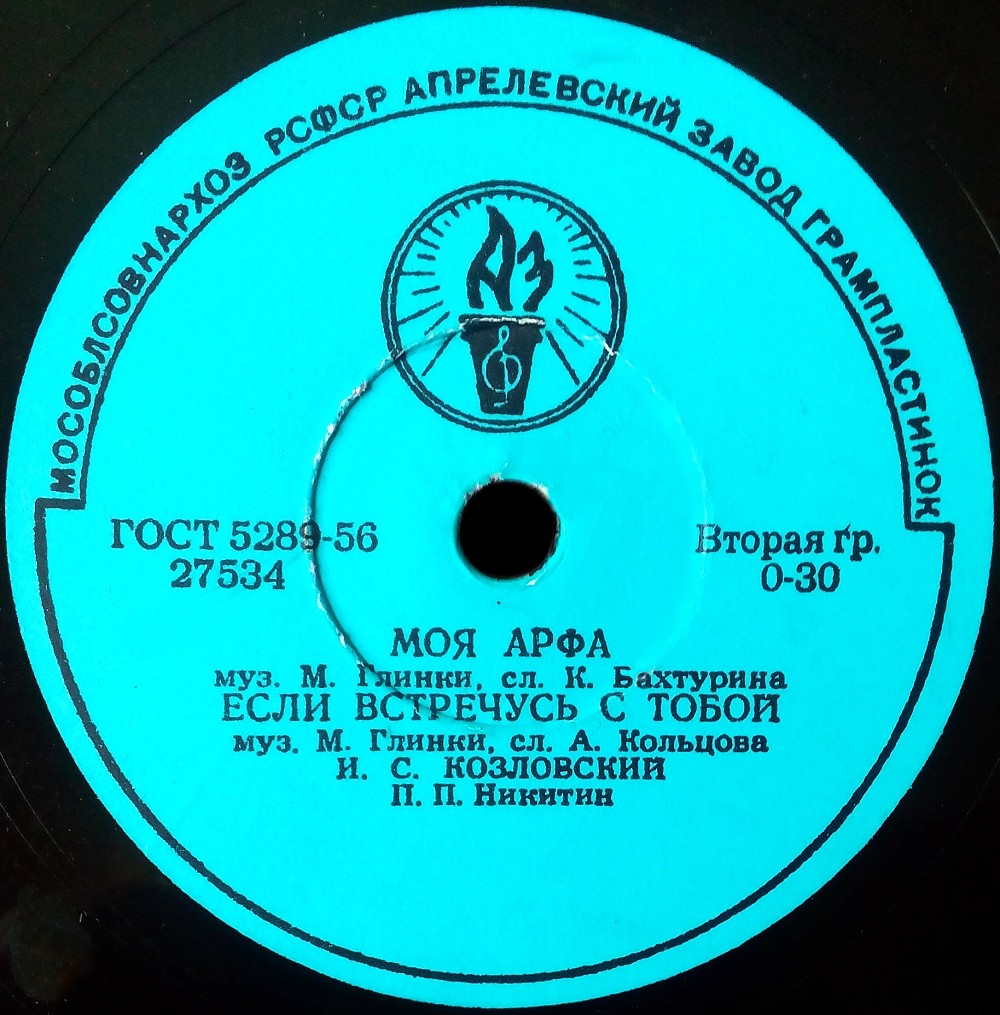 МОСОБЛСОВНАРХОЗ РСФСР АПРЕЛЕВСКИЙ ЗАВОД ГРАМПЛАСТИНОК
АЗ
ГОСТ 5289-56
27534
Вторая гр.
0-30
МОЯ АРФА
муз. М. Глинки, сл. К. Бахтурина
ЕСЛИ ВСТРЕЧУСЬ С ТОБОЙ
муз. М. Глинки, сл. А. Кольцова
И. С. КОЗЛОВСКИЙ
П. П. Никитин